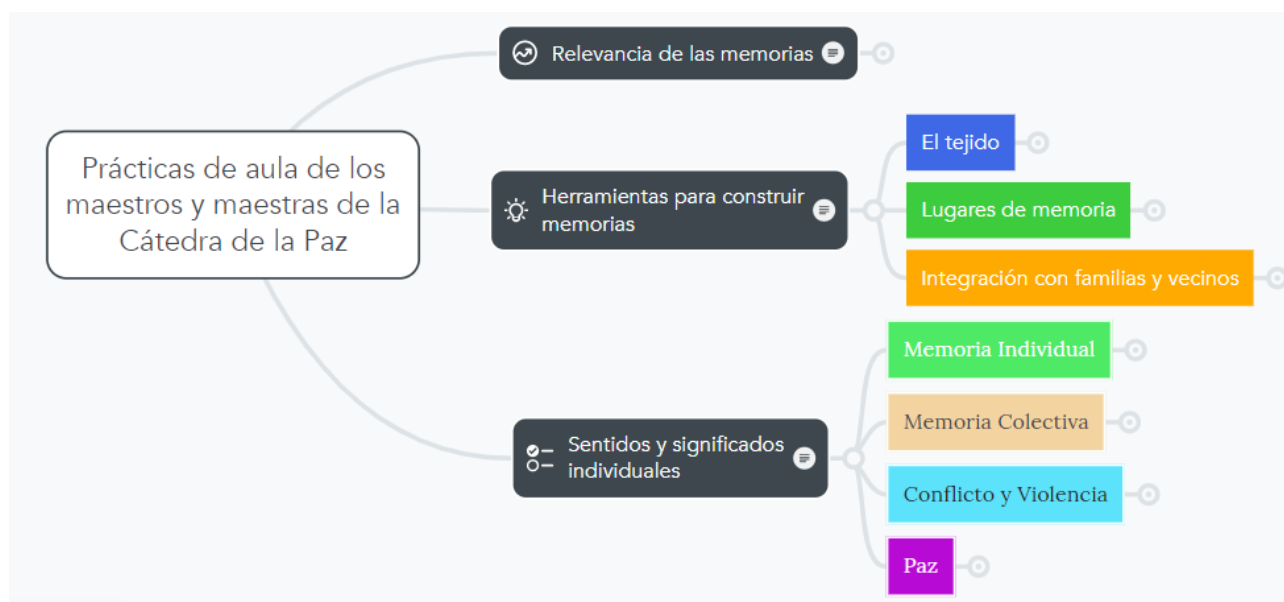 Relevancia de las memorias
Prácticas de aula de los
maestros y maestras de la
Cátedra de la Paz
Herramientas para construir
memorias
El tejido
Lugares de memoria
Integración con familias y vecinos
Sentidos y significados
individuales
Memoria Individual
Memoria Colectiva
Conflicto y Violencia
Paz